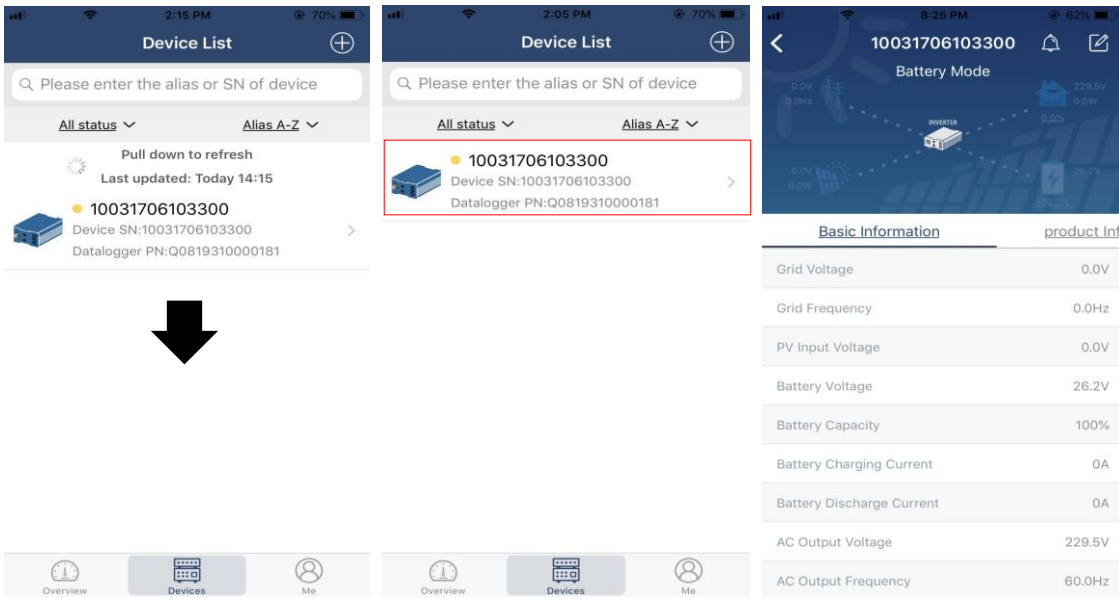 2:15 PM
70%
Device List
Please enter the alias or SN of device
All status
Alias A-Z
Pull down to refresh
Last updated: Today 14:15
10031706103300
Device SN:10031706103300
Datalogger PN:Q0819310000181
Overview
Devices
Me
2:05 PM
70%
Device List
Please enter the alias or SN of device
All status
Alias A-Z
10031706103300
Device SN:10031706103300
Datalogger PN:Q0819310000181
Overview
Devices
Me
8:25 PM
62%
10031706103300
Battery Mode
0.0V
0.0Hz
229.5V
0.0W
0.0%
INVERTER
0.0V
0.0W
26.2V
100.0%
Basic Information
product Inf
Grid Voltage 0.0V
Grid Frequency 0.0Hz
PV Input Voltage 0.0V
Battery Voltage 26.2V
Battery Capacity 100%
Battery Charging Current 0A
Battery Discharge Current 0A
AC Output Voltage 229.5V
AC Output Frequency 60.0Hz